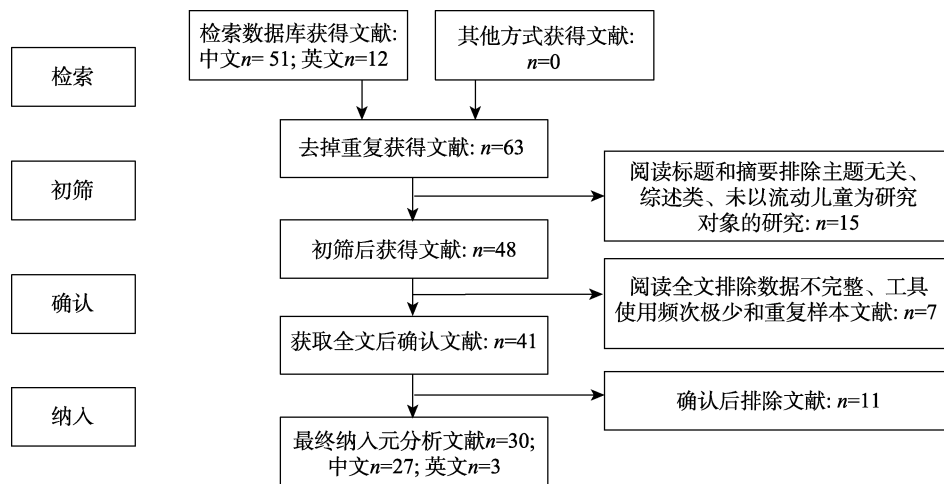 检索
检索数据库获得文献:
中文n= 51; 英文n=12
其他方式获得文献:
n=0
去掉重复获得文献: n=63
初筛
阅读标题和摘要排除主题无关、
综述类、未以流动儿童为研究
对象的研究: n=15
初筛后获得文献: n=48
确认
阅读全文排除数据不完整、工具
使用频次极少和重复样本文献: n=7
获取全文后确认文献: n=41
纳入
确认后排除文献: n=11
最终纳入元分析文献n=30;
中文n=27; 英文n=3